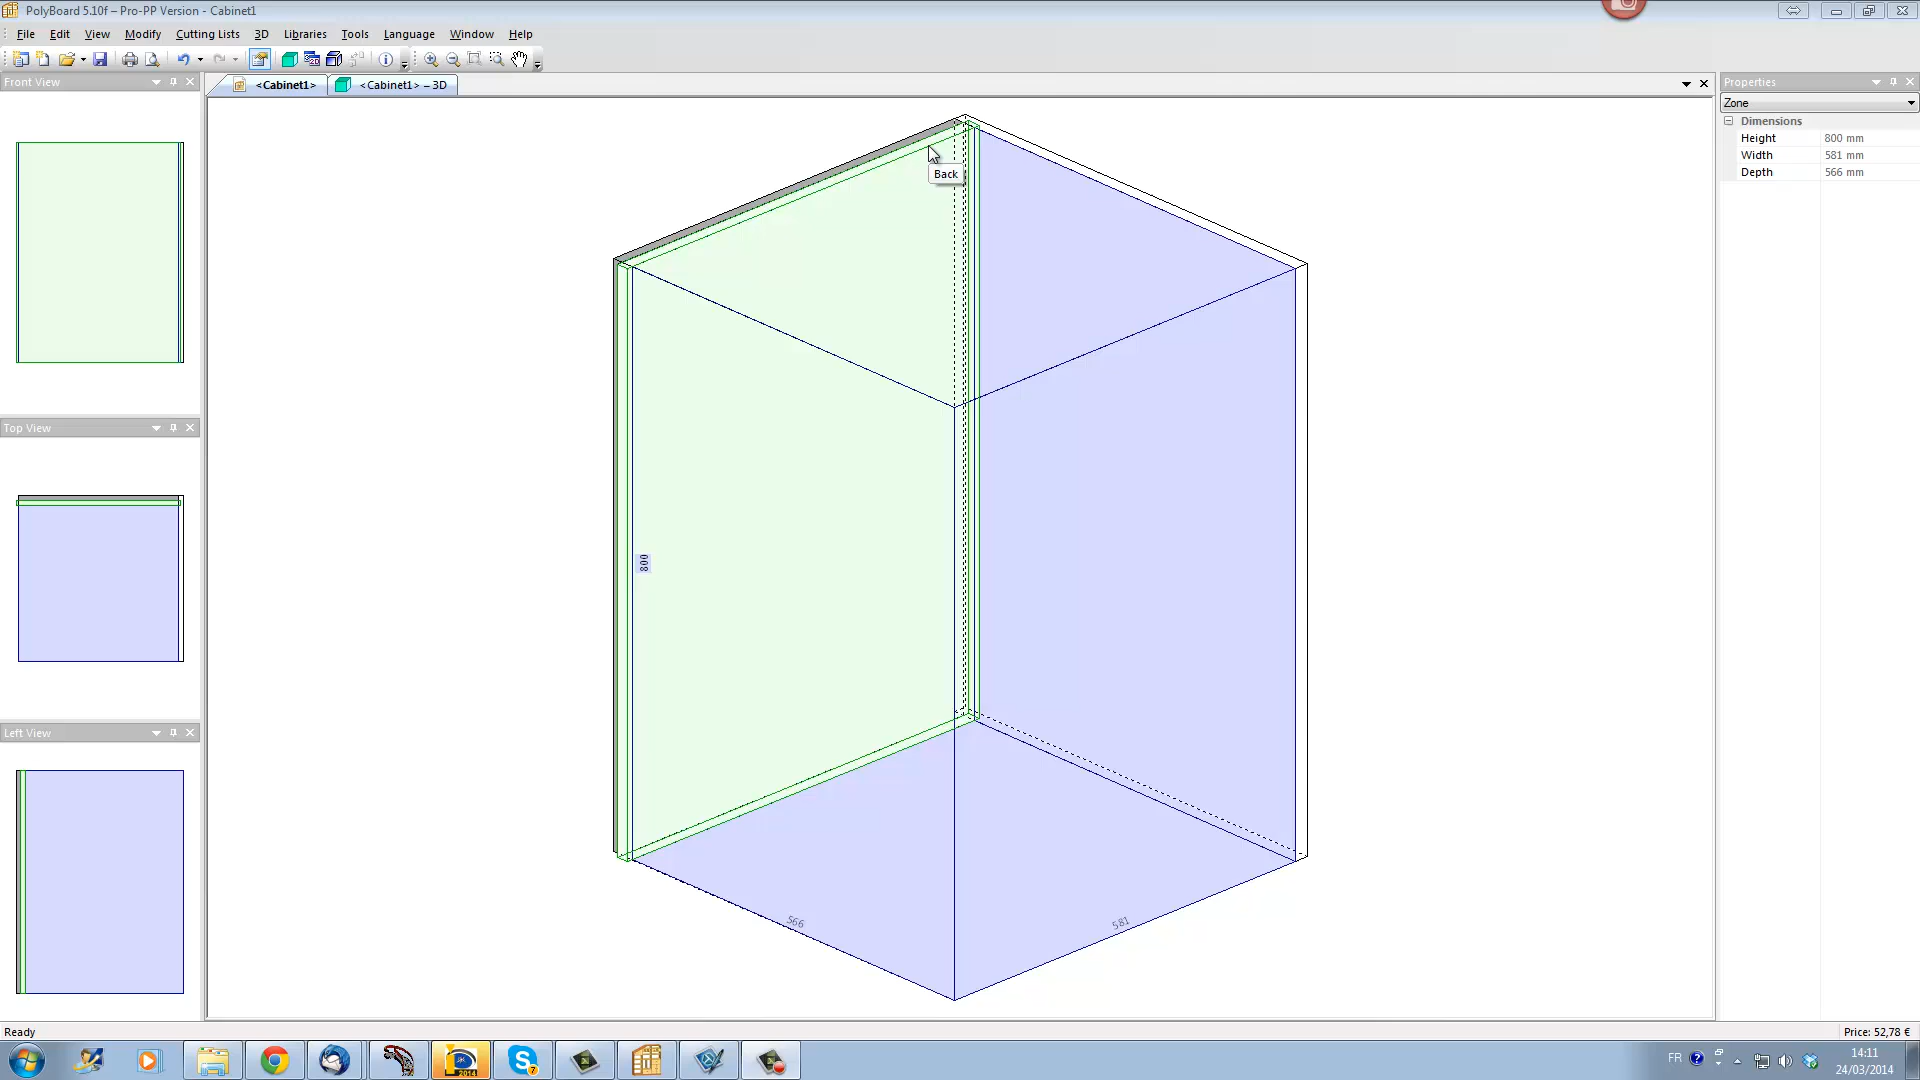 PolyBoard 5.10f – Pro-PP Version - Cabinet1
File Edit View Modify Cutting Lists 3D Libraries Tools Language Window Help
Front View
<Cabinet1>
<Cabinet1> – 3D
Properties
Zone
Dimensions
Height 800 mm
Width 581 mm
Depth 566 mm
Back
Top View
Left View
800
566
581
Ready
Price: 52,78 €
FR
14:11
24/03/2014
2014